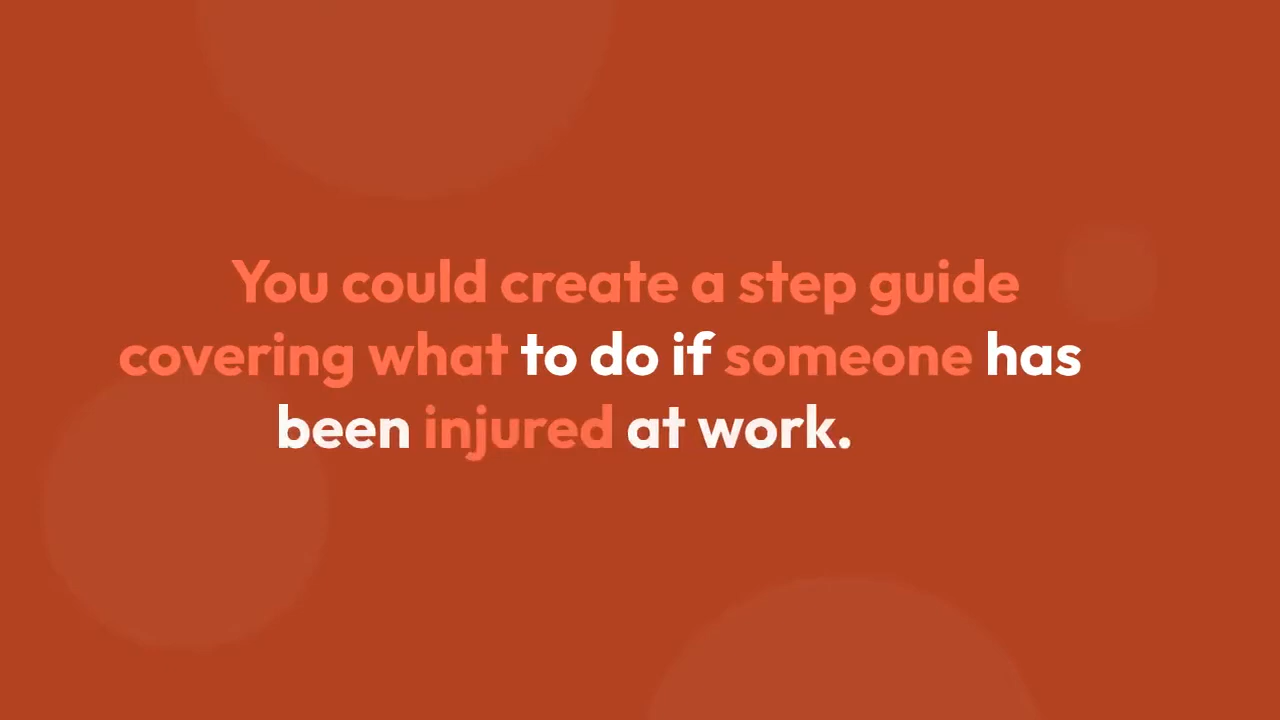 You could create a step guide
covering what to do if someone has
been injured at work.